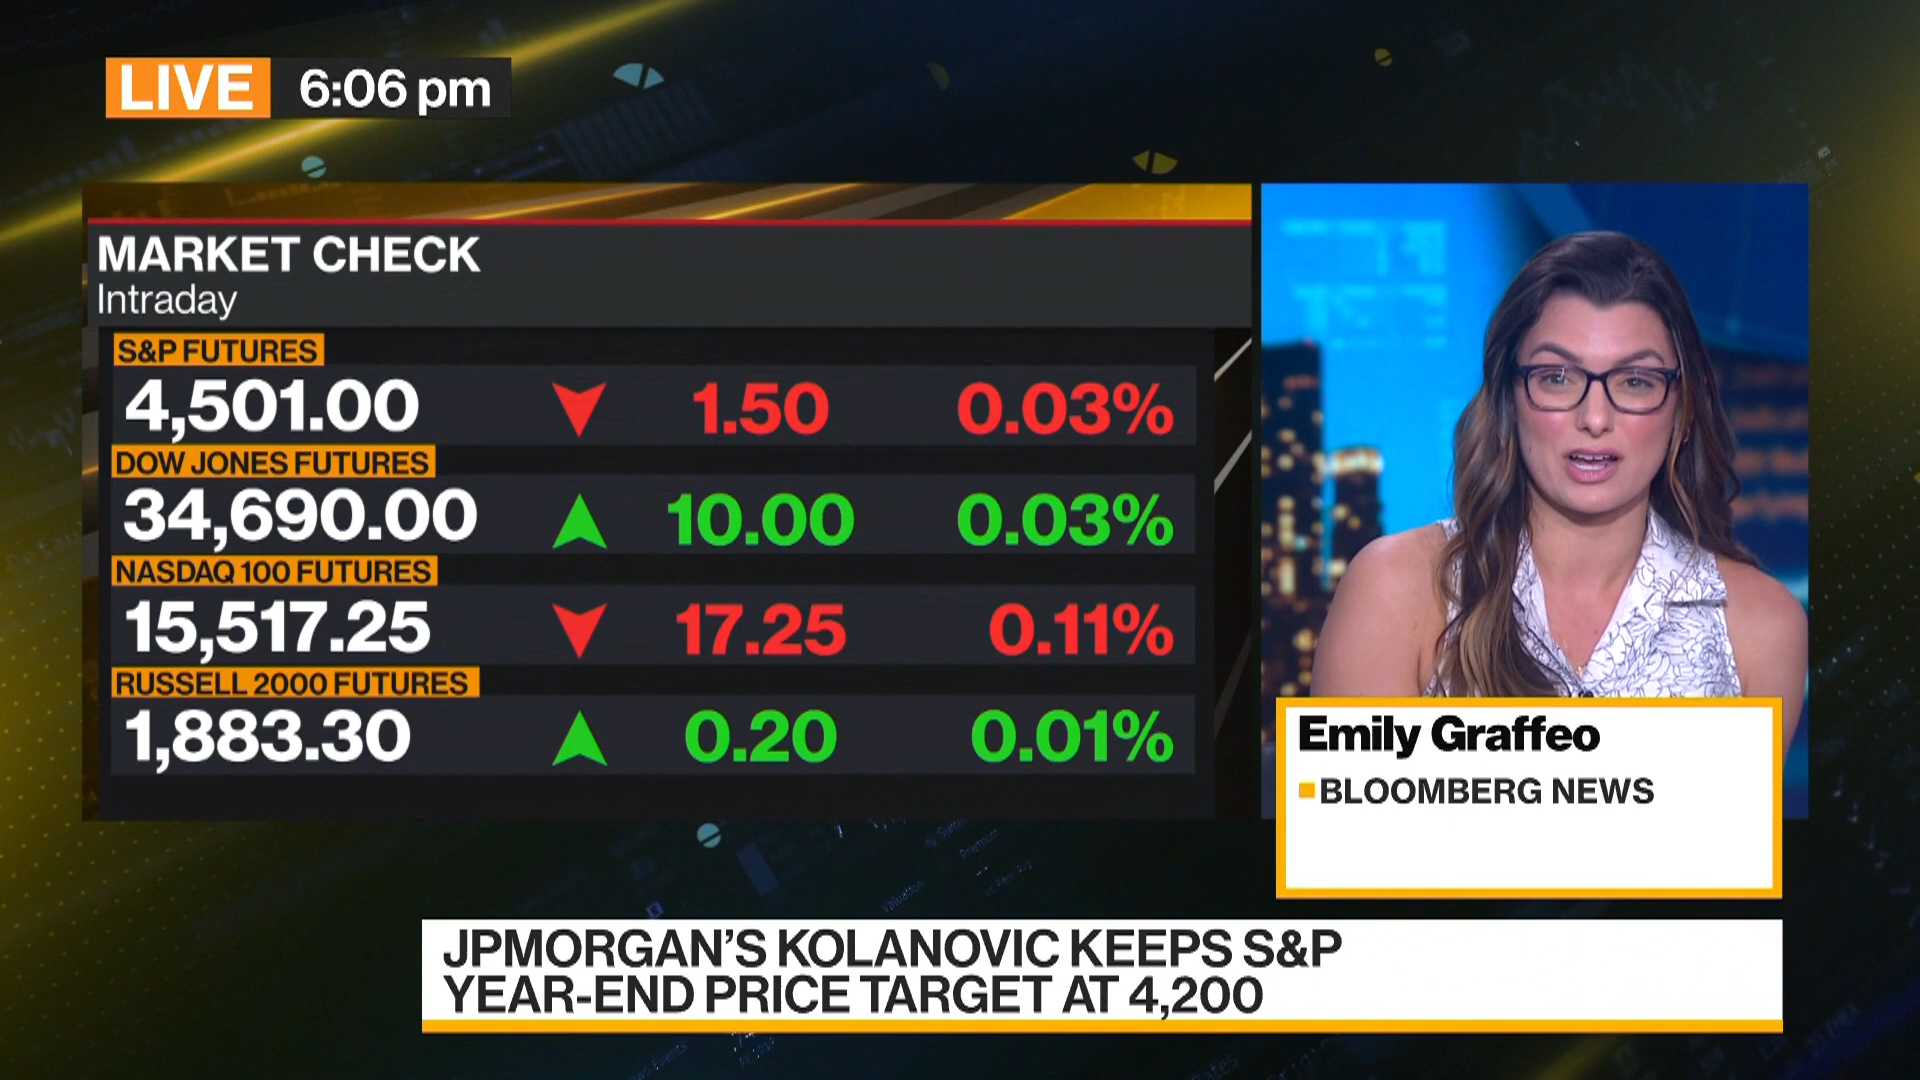 LIVE 6:06 pm
MARKET CHECK
Intraday
S&P FUTURES
4,501.00 1.50 0.03%
DOW JONES FUTURES
34,690.00 10.00 0.03%
NASDAQ 100 FUTURES
15,517.25 17.25 0.11%
RUSSELL 2000 FUTURES
1,883.30 0.20 0.01%
Emily Graffeo
BLOOMBERG NEWS
JPMORGAN'S KOLANOVIC KEEPS S&P
YEAR-END PRICE TARGET AT 4,200